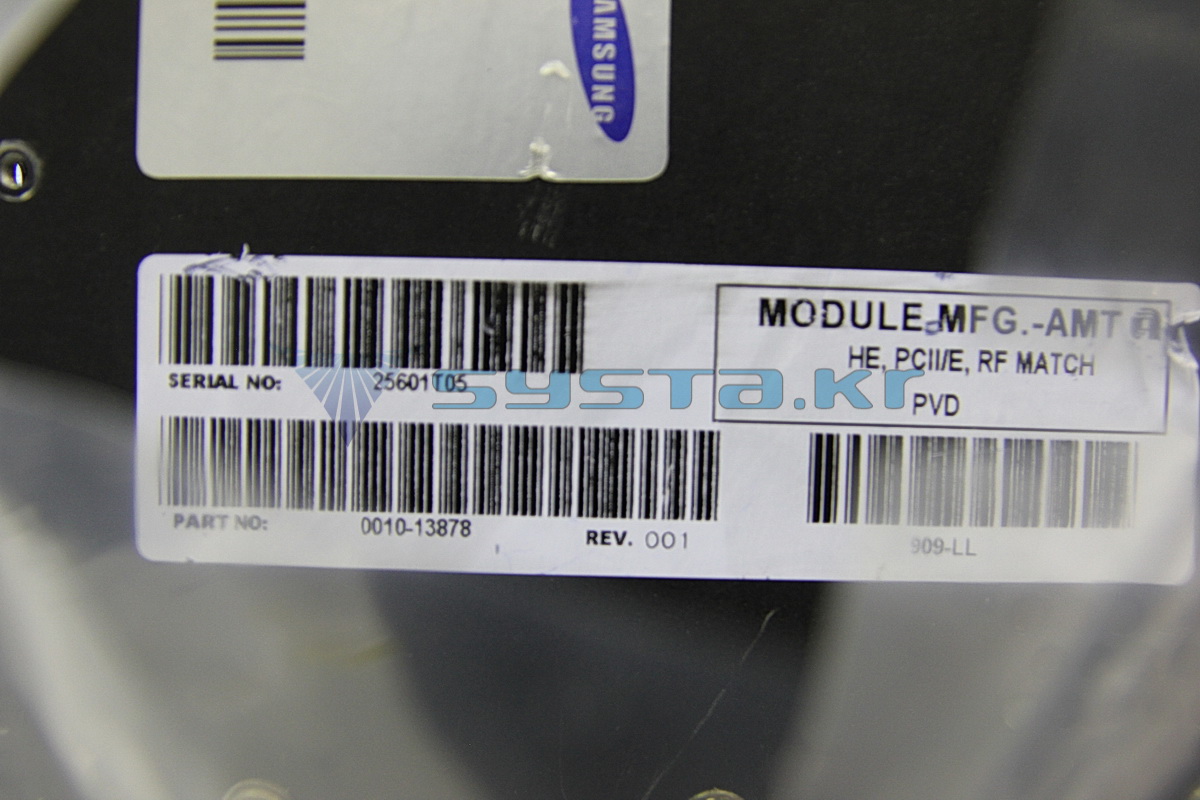 SAMSUNG
MODULE MFG.-AMT
HE, PCII/E, RF MATCH
PVD
SERIAL NO: 25601T05
systa.kr
PART NO: 0010-13878 REV. 001
909-LL